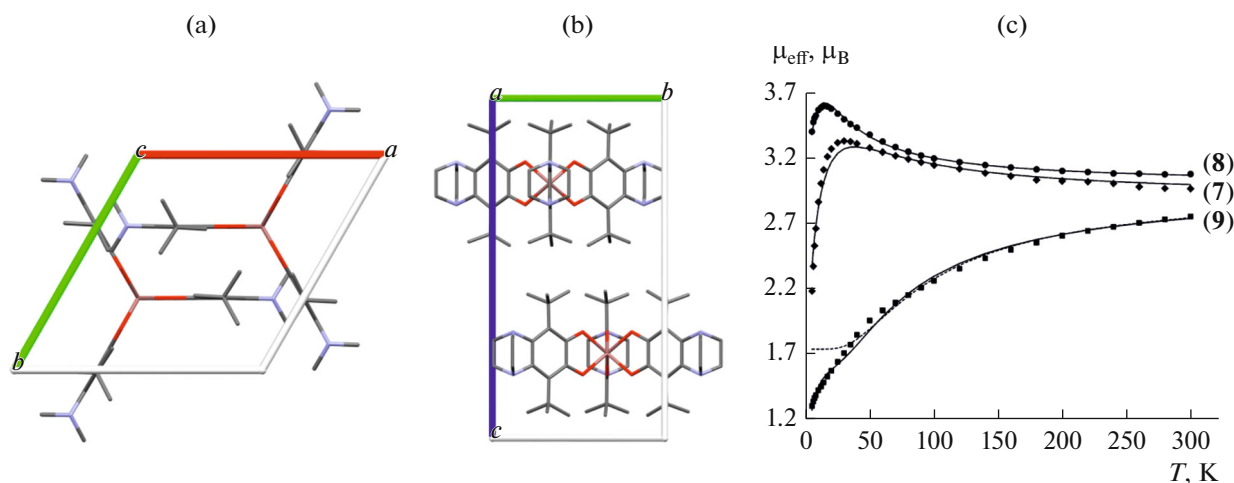 (a)
c
a
b
(b)
a
b
c
(c)
μeff, μB
3.7
3.2
2.7
2.2
1.7
1.2
(8)
(7)
(9)
0 50 100 150 200 250 300
T, K